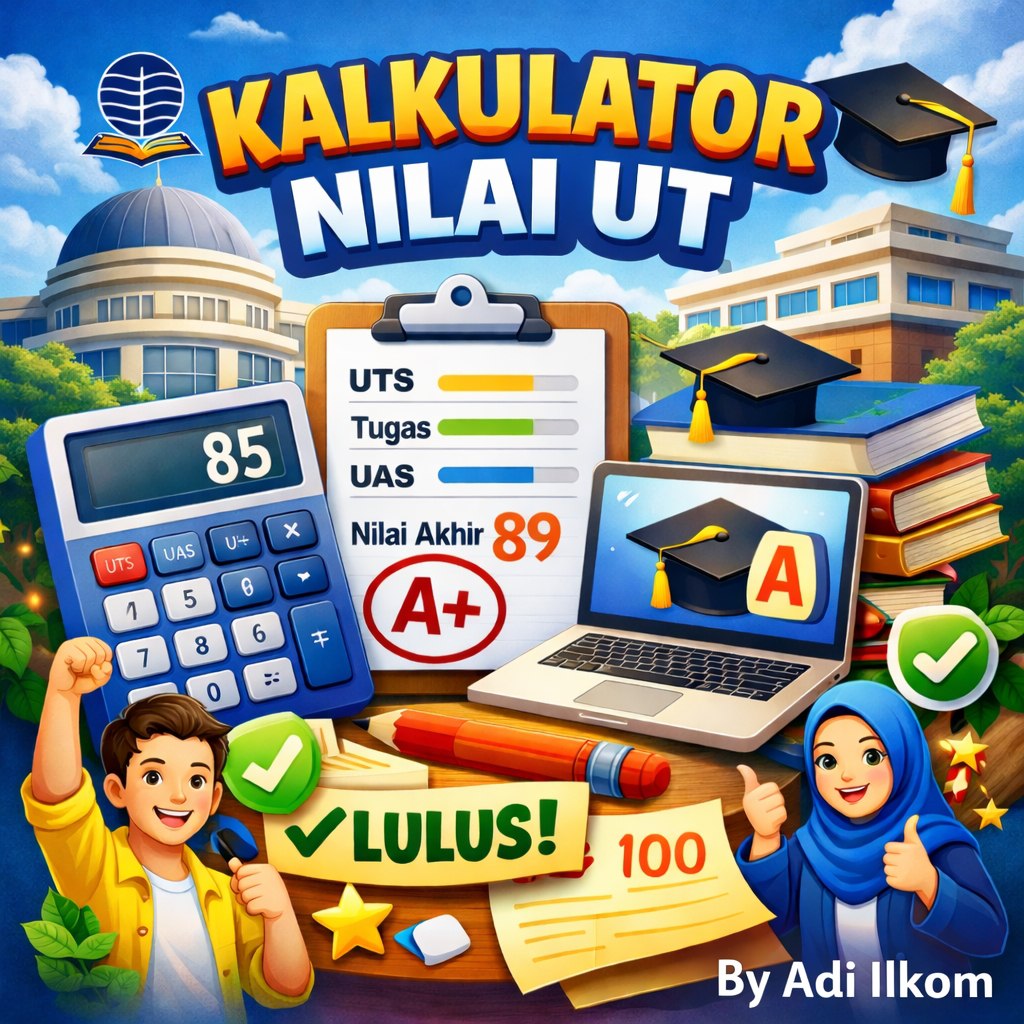 KALKULATOR
NILAI UT
UTS
Tugas
UAS
Nilai Akhir 89
A+
85
UTS UAS
5
7 8 6
0
A
LULUS!
100
By Adi Ilkom